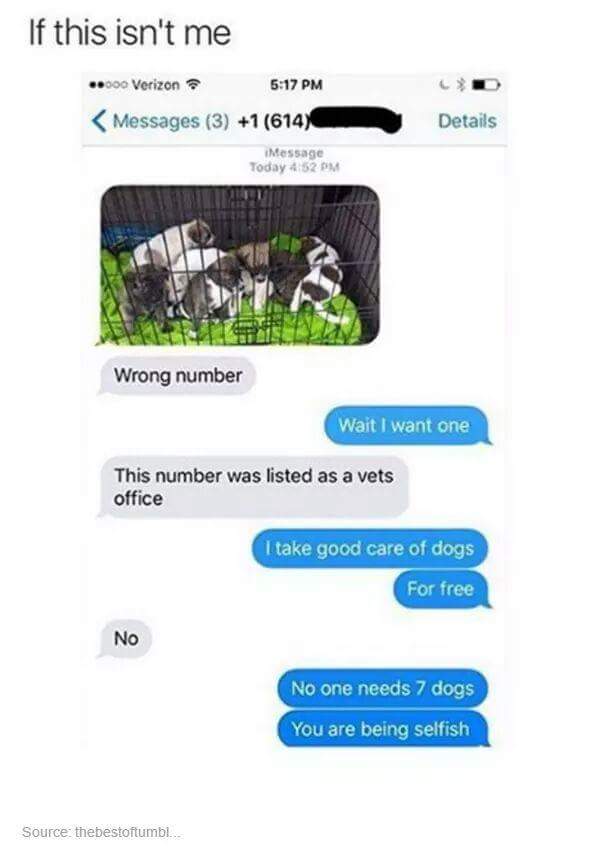 If this isn't me
Verizon 5:17 PM
Messages (3) +1 (614) Details
iMessage
Today 4:52 PM
Wrong number
Wait I want one
This number was listed as a vets
office
I take good care of dogs
For free
No
No one needs 7 dogs
You are being selfish
Source: thebestoftumbl...